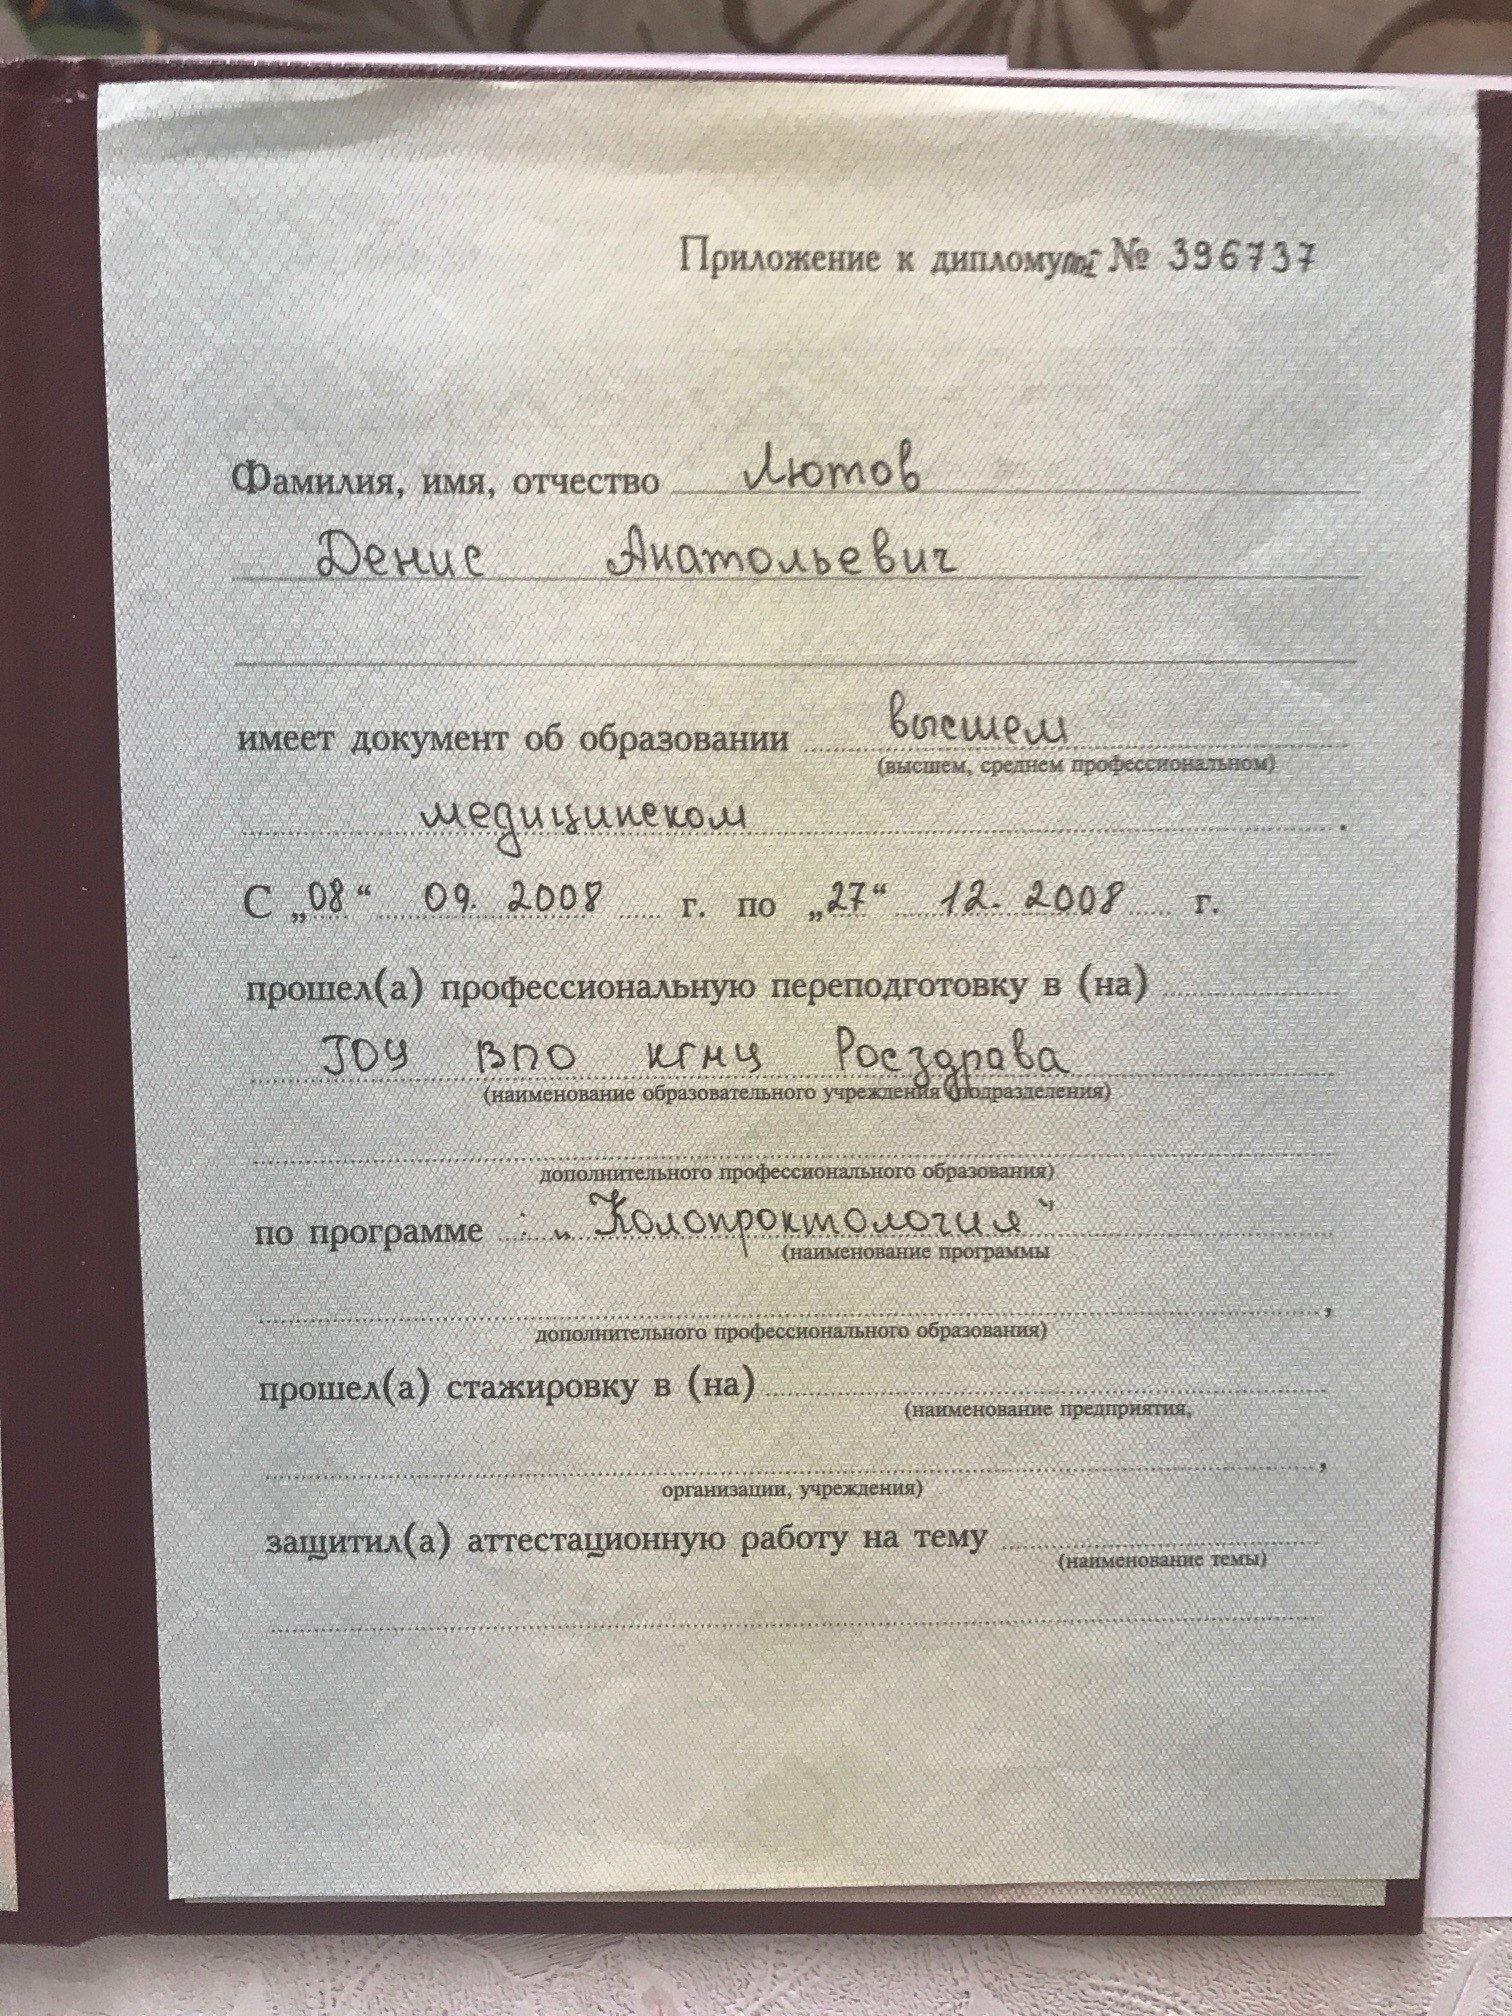 Приложение к диплому ПП-I № 396737
Фамилия, имя, отчество Лютов
Денис Анатольевич
имеет документ об образовании высшем
(высшем, среднем профессиональном)
медицинском.
С „08“ 09. 2008 г. по „27“ 12. 2008 г.
прошел(а) профессиональную переподготовку в (на)
ГОУ ВПО КГМЦ Росздрава
(наименование образовательного учреждения (подразделения)
дополнительного профессионального образования)
по программе : „Колопроктология"
(наименование программы
дополнительного профессионального образования)
,
прошел(а) стажировку в (на)
(наименование предприятия,
,
организации, учреждения)
защитил(а) аттестационную работу на тему
(наименование темы)